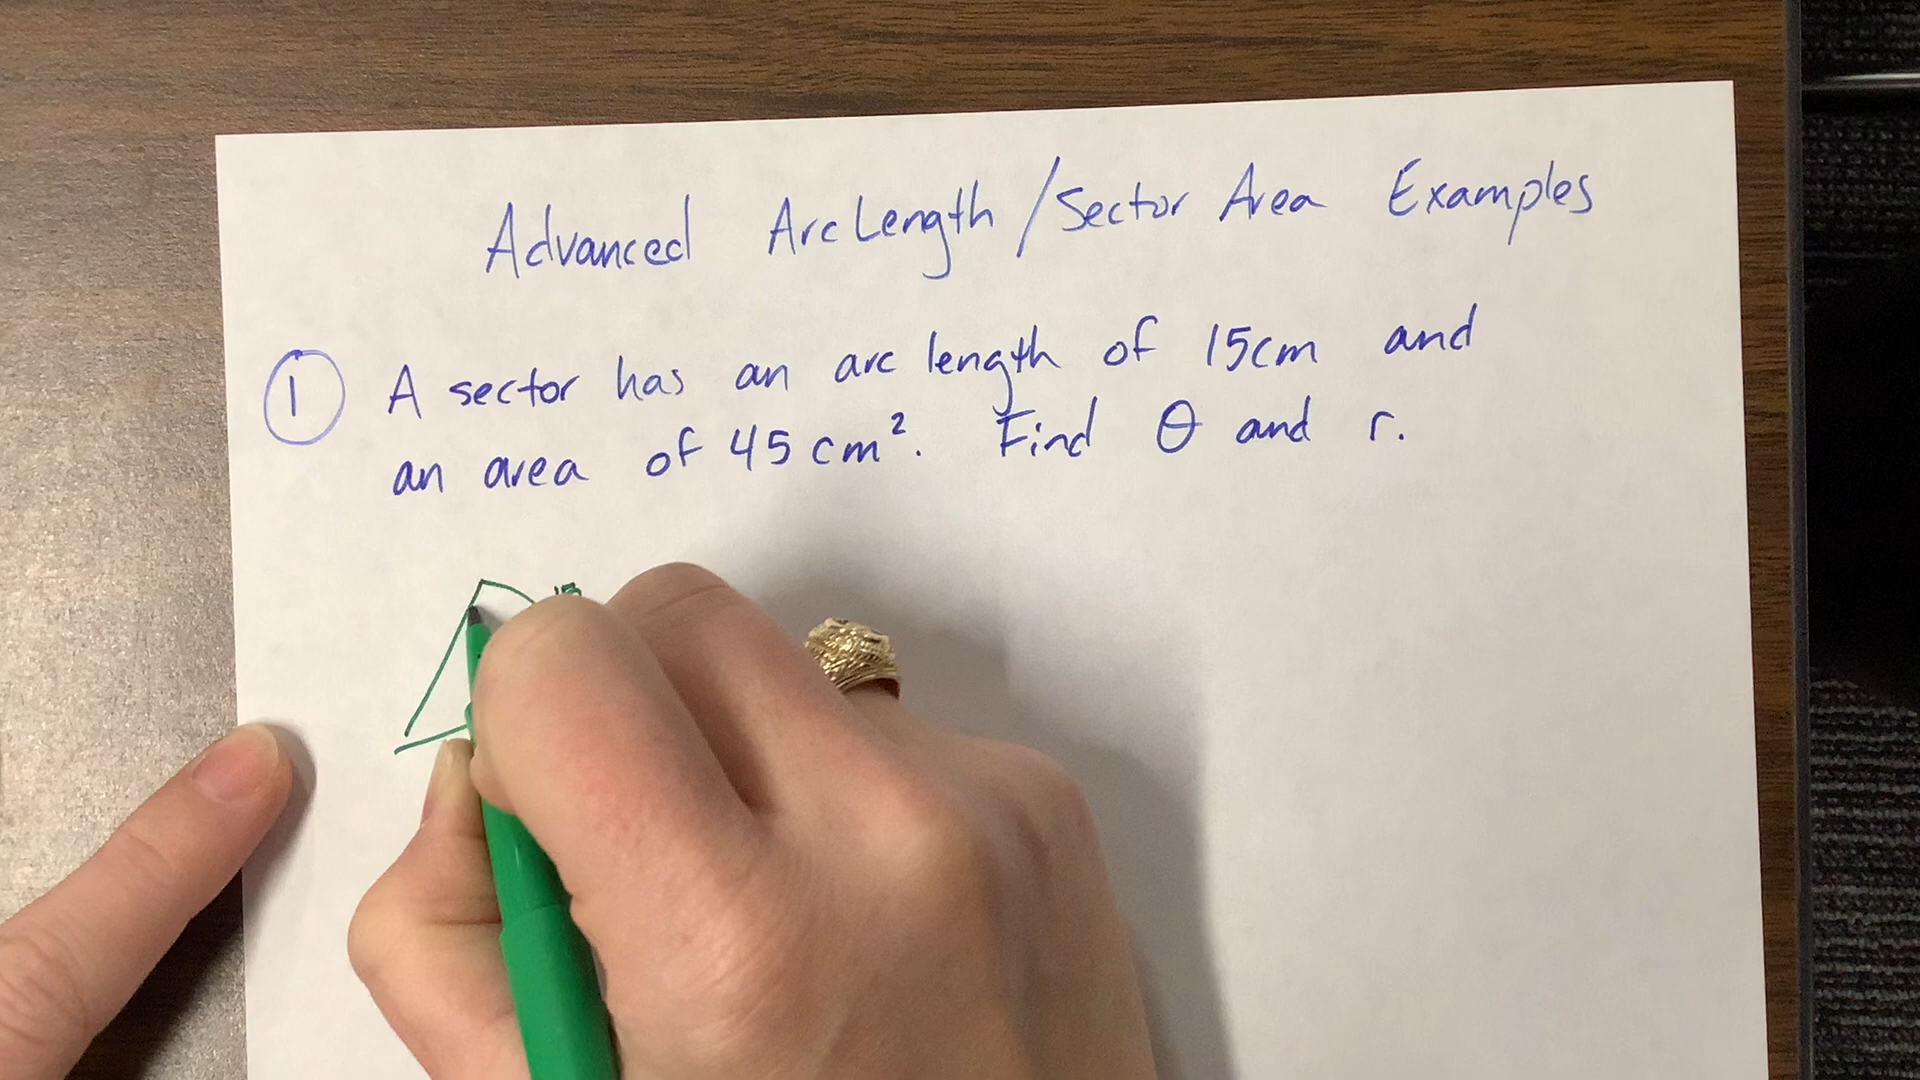 Advanced Arc Length / Sector Area Examples
① A sector has an arc length of 15cm and
an area of 45 cm². Find θ and r.